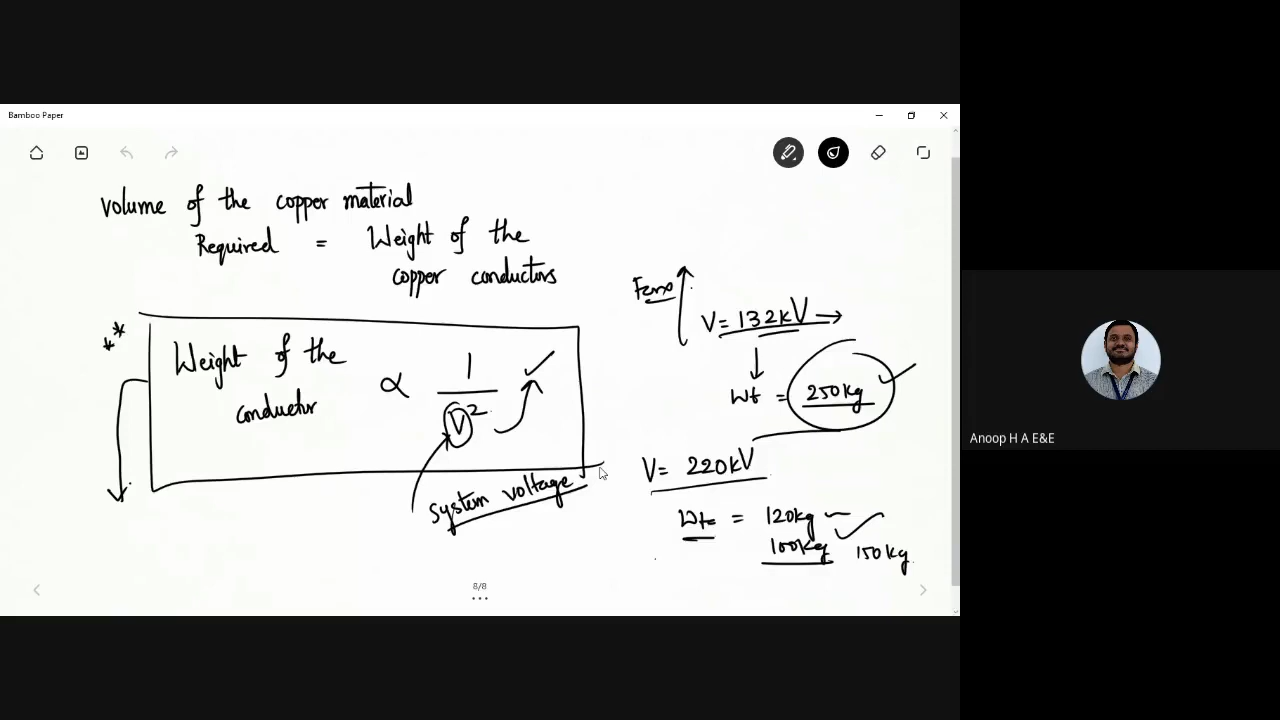 Bamboo Paper
volume of the copper material
Required = Weight of the
copper conductors
**
Weight of the
conductor
∝ 1
V²
system voltage
V= 132kV →
Wt = 250kg
V= 220kV
Wt = 120kg
100kg 150kg
8/8
Anoop H A E&E